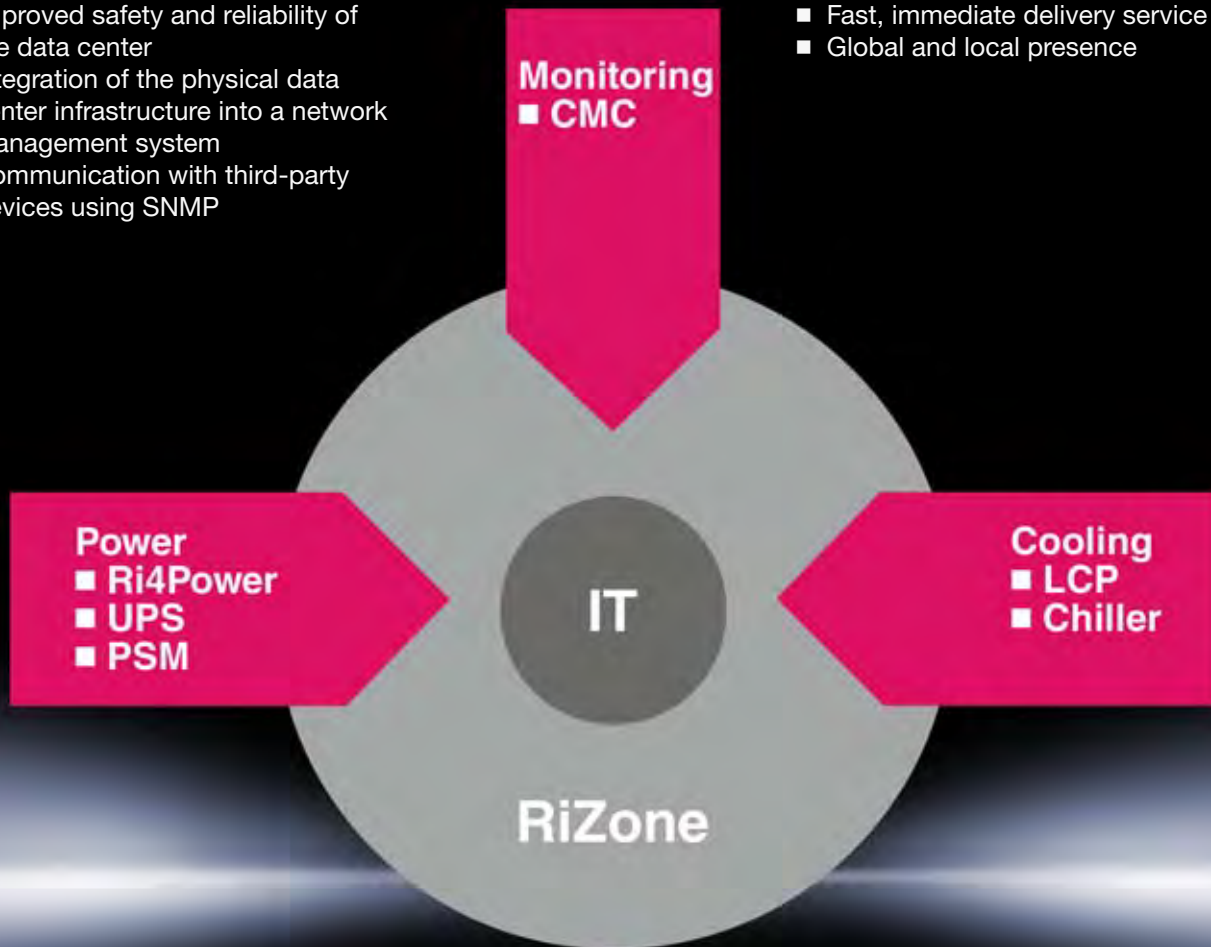 proved safety and reliability of
e data center
tegration of the physical data
nter infrastructure into a network
anagement system
ommunication with third-party
evices using SNMP
■ Fast, immediate delivery service
■ Global and local presence
Monitoring
■ CMC
Power
■ Ri4Power
■ UPS
■ PSM
IT
Cooling
■ LCP
■ Chiller
RiZone